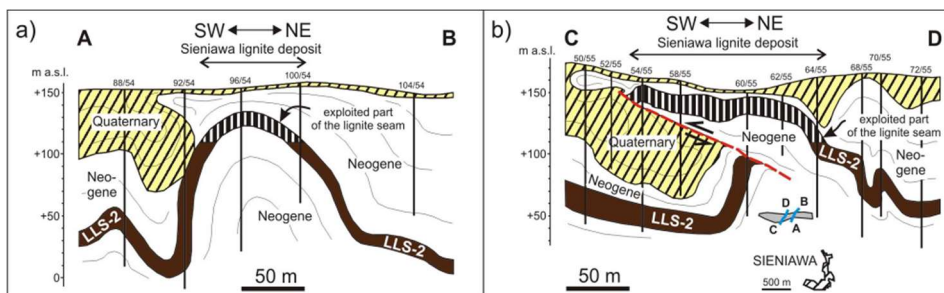 a)
A
SW NE
B
Sieniawa lignite deposit
m a.s.l.
88/54 92/54 96/54 100/54 104/54
+150
+100
+50
0
Quaternary
exploited part
of the lignite seam
Neo-
gene
Neogene
Neogene
LLS-2
LLS-2
50 m
b)
C
SW NE
D
Sieniawa lignite deposit
m a.s.l.
50/55 52/55 54/55 58/55 60/55 62/55 64/55 68/55 70/55 72/55
+150
+100
+50
0
exploited part
of the lignite seam
Neogene
Quaternary
LLS-2
Neo-
gene
Neogene
LLS-2
D B
C A
SIENIAWA
50 m
500 m